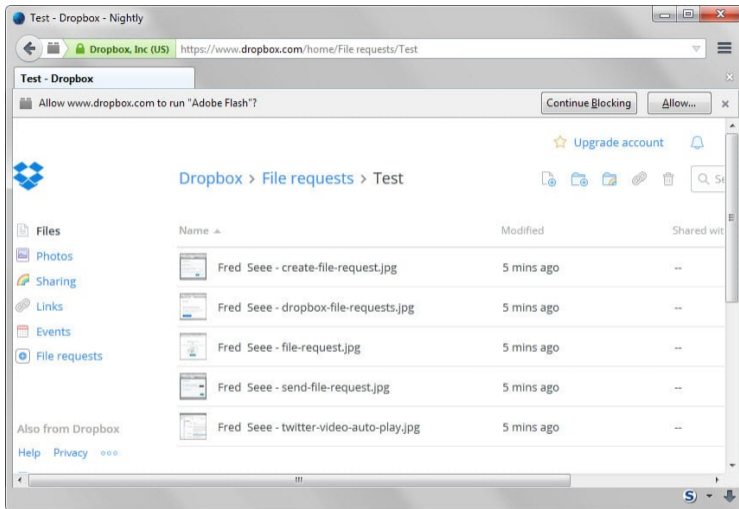 Test - Dropbox - Nightly
Dropbox, Inc (US) https://www.dropbox.com/home/File requests/Test
Test - Dropbox
Allow www.dropbox.com to run "Adobe Flash"? Continue Blocking Allow...
Upgrade account
Dropbox > File requests > Test
Files
Name Modified Shared wit
Photos
Fred Seee - create-file-request.jpg 5 mins ago --
Sharing
Links
Fred Seee - dropbox-file-requests.jpg 5 mins ago --
Events
Fred Seee - file-request.jpg 5 mins ago --
File requests
Fred Seee - send-file-request.jpg 5 mins ago --
Also from Dropbox
Fred Seee - twitter-video-auto-play.jpg 5 mins ago --
Help Privacy
S